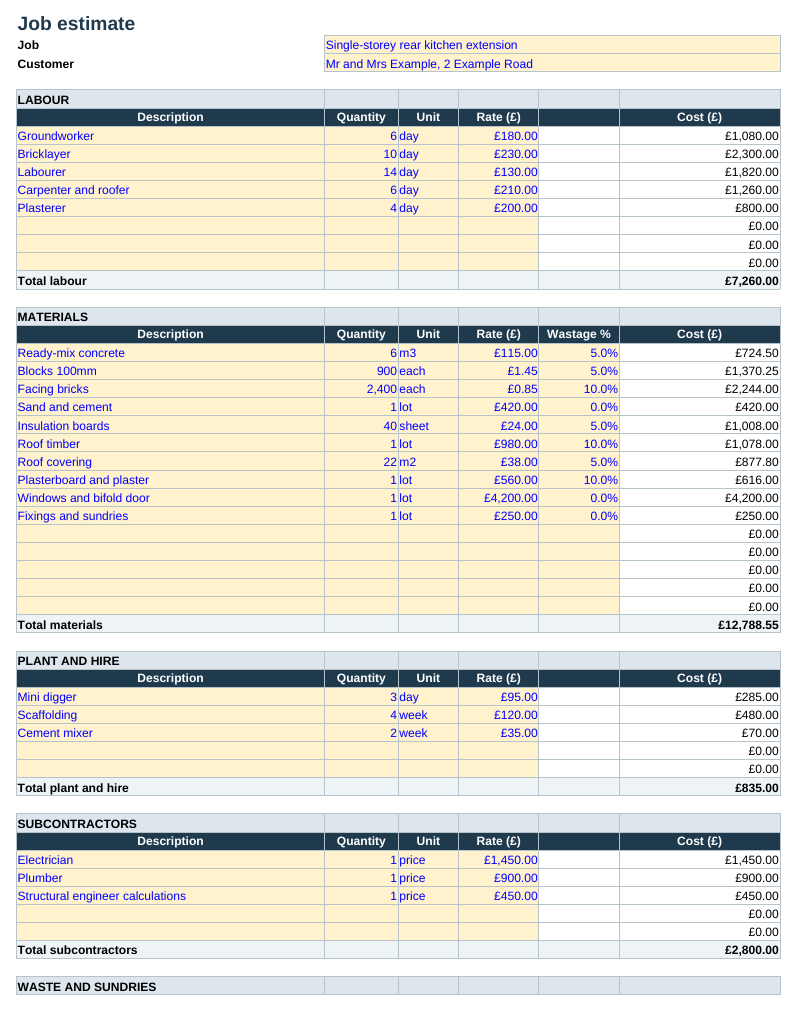 Job estimate
Job Single-storey rear kitchen extension
Customer Mr and Mrs Example, 2 Example Road
LABOUR
Description Quantity Unit Rate (£) Cost (£)
Groundworker 6 day £180.00 £1,080.00
Bricklayer 10 day £230.00 £2,300.00
Labourer 14 day £130.00 £1,820.00
Carpenter and roofer 6 day £210.00 £1,260.00
Plasterer 4 day £200.00 £800.00
£0.00
£0.00
£0.00
Total labour £7,260.00
MATERIALS
Description Quantity Unit Rate (£) Wastage % Cost (£)
Ready-mix concrete 6 m3 £115.00 5.0% £724.50
Blocks 100mm 900 each £1.45 5.0% £1,370.25
Facing bricks 2,400 each £0.85 10.0% £2,244.00
Sand and cement 1 lot £420.00 0.0% £420.00
Insulation boards 40 sheet £24.00 5.0% £1,008.00
Roof timber 1 lot £980.00 10.0% £1,078.00
Roof covering 22 m2 £38.00 5.0% £877.80
Plasterboard and plaster 1 lot £560.00 10.0% £616.00
Windows and bifold door 1 lot £4,200.00 0.0% £4,200.00
Fixings and sundries 1 lot £250.00 0.0% £250.00
£0.00
£0.00
£0.00
£0.00
£0.00
Total materials £12,788.55
PLANT AND HIRE
Description Quantity Unit Rate (£) Cost (£)
Mini digger 3 day £95.00 £285.00
Scaffolding 4 week £120.00 £480.00
Cement mixer 2 week £35.00 £70.00
£0.00
£0.00
Total plant and hire £835.00
SUBCONTRACTORS
Description Quantity Unit Rate (£) Cost (£)
Electrician 1 price £1,450.00 £1,450.00
Plumber 1 price £900.00 £900.00
Structural engineer calculations 1 price £450.00 £450.00
£0.00
£0.00
Total subcontractors £2,800.00
WASTE AND SUNDRIES